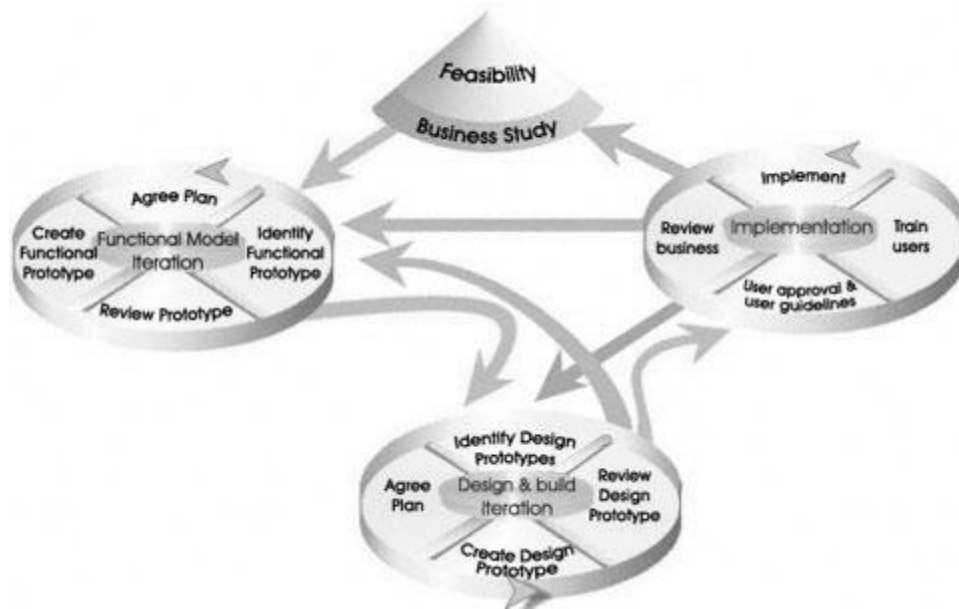 Feasibility
Business Study
Agree Plan
Create
Functional
Prototype
Functional Model
Iteration
Identify
Functional
Prototype
Review Prototype
Implement
Review
business
Implementation
Train
users
User approval &
user guidelines
Identify Design
Prototypes
Agree
Plan
Design & build
Iteration
Review
Design
Prototype
Create Design
Prototype